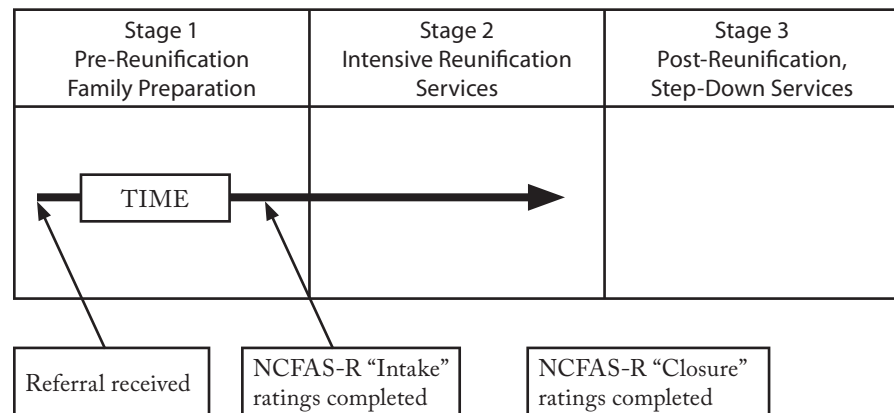 Stage 1
Pre-Reunification
Family Preparation
Stage 2
Intensive Reunification
Services
Stage 3
Post-Reunification,
Step-Down Services
TIME
Referral received
NCFAS-R “Intake”
ratings completed
NCFAS-R “Closure”
ratings completed